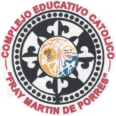 COMPLEJO EDUCATIVO CATOLICO
"FRAY MARTIN DE PORRES"